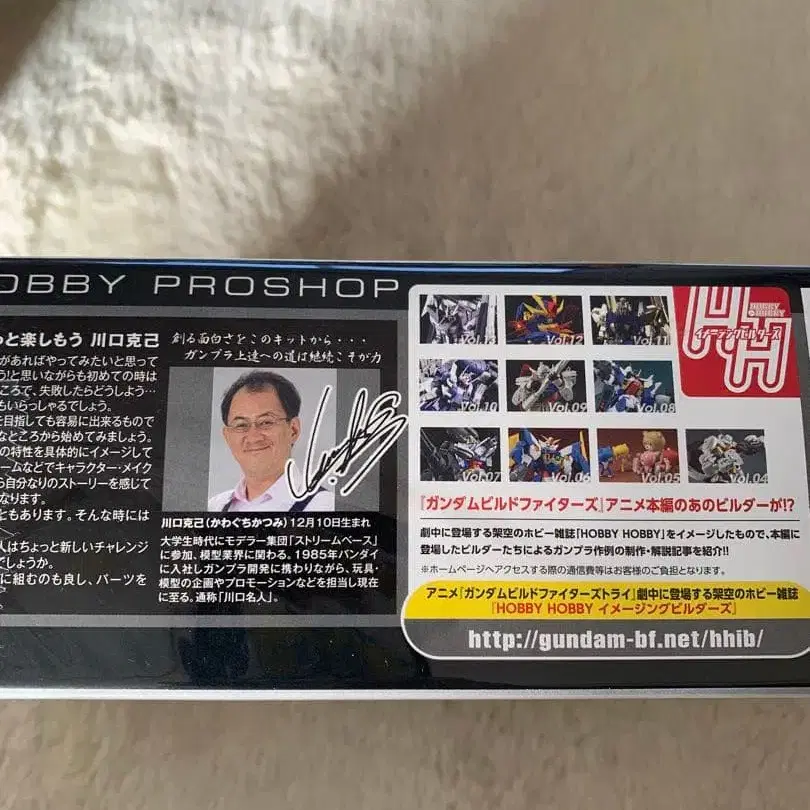 OBBY PROSHOP
っと楽しもう 川口克己
があればやってみたいと思って
う!と思いながらも初めての時は
ころで、失敗したらどうしよう…
もいらっしゃるでしょう。
を目指しても容易に出来るもので
なところから始めてみましょう。
の特性を具体的にイメージして
ームなどでキャラクター・メイク
ら自分なりのストーリーを感じて
なります。
ともあります。そんな時には
人はちょっと新しいチャレンジ
でしょうか。
に組むのも良し、パーツを
創る面白さをこのキットから・・・
ガンプラ上達への道は継続こそが力
川口克己(かわぐちかつみ)12月10日生まれ
大学生時代にモデラー集団「ストリームベース」
に参加、模型業界に関わる。1985年バンダイ
に入社しガンプラ開発に携わりながら、玩具・
模型の企画やプロモーションなどを担当し現在
に至る。通称「川口名人」。
Vol.13 Vol.12 Vol.11
Vol.10 Vol.09 Vol.08
Vol.07 Vol.06 Vol.05 Vol.04
HH
HOBBY HOBBY
イメージングビルダーズ
『ガンダムビルドファイターズ』アニメ本編のあのビルダーが!?
劇中に登場する架空のホビー雑誌「HOBBY HOBBY」をイメージしたもので、本編に
登場したビルダーたちによるガンプラ作例の制作・解説記事を紹介!!
※ホームページへアクセスする際の通信費等はお客様のご負担となります。
アニメ『ガンダムビルドファイターズトライ』劇中に登場する架空のホビー雑誌
『HOBBY HOBBY イメージングビルダーズ』
http://gundam-bf.net/hhib/